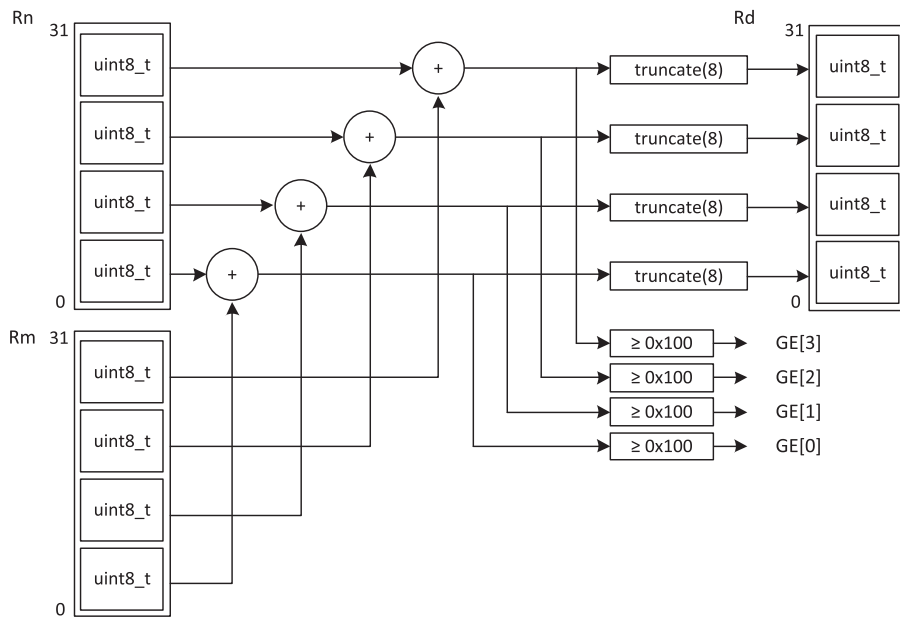 Rn
31
uint8_t
uint8_t
uint8_t
uint8_t
0
Rm
31
uint8_t
uint8_t
uint8_t
uint8_t
0
+
+
+
+
truncate(8)
truncate(8)
truncate(8)
truncate(8)
≥ 0x100
≥ 0x100
≥ 0x100
≥ 0x100
GE[3]
GE[2]
GE[1]
GE[0]
Rd
31
uint8_t
uint8_t
uint8_t
uint8_t
0